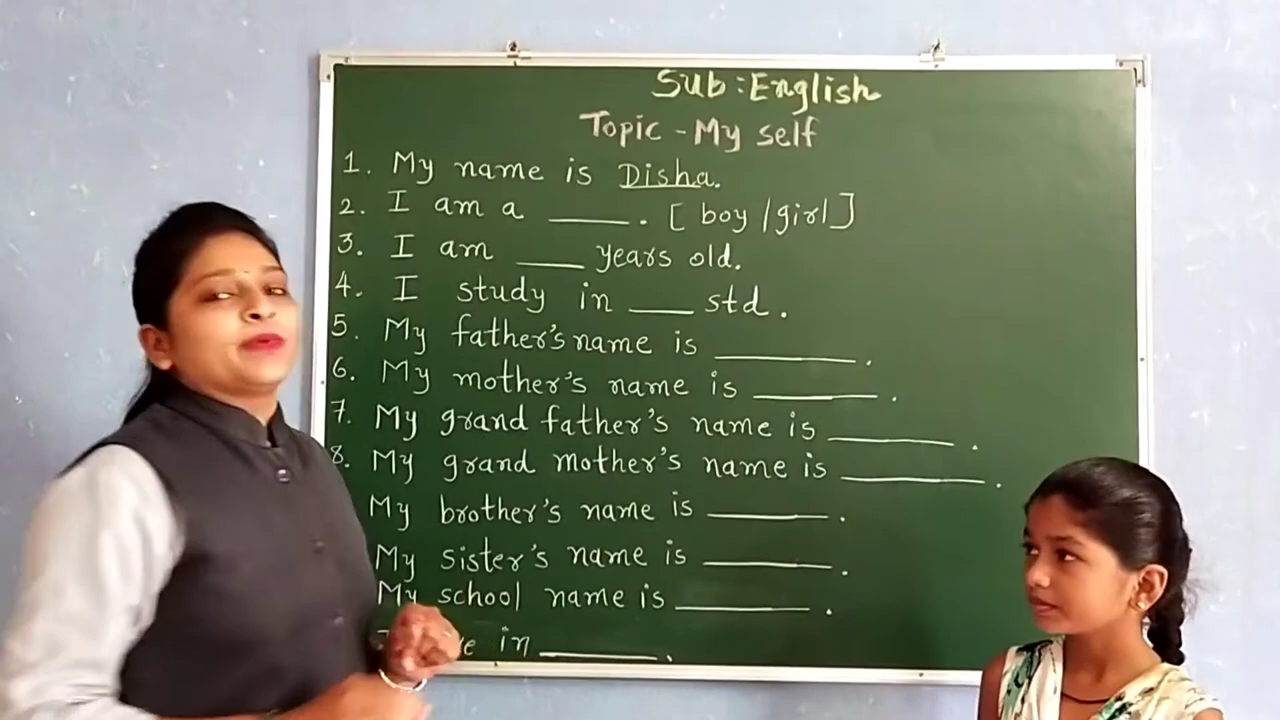 Sub : English
Topic - My self
1. My name is Disha.
2. I am a ____. [ boy / girl ]
3. I am ____ years old.
4. I study in ____ std.
5. My father's name is ________.
6. My mother's name is ________.
7. My grand father's name is ________.
8. My grand mother's name is ________.
My brother's name is ________.
My sister's name is ________.
My school name is ________.
in ________.